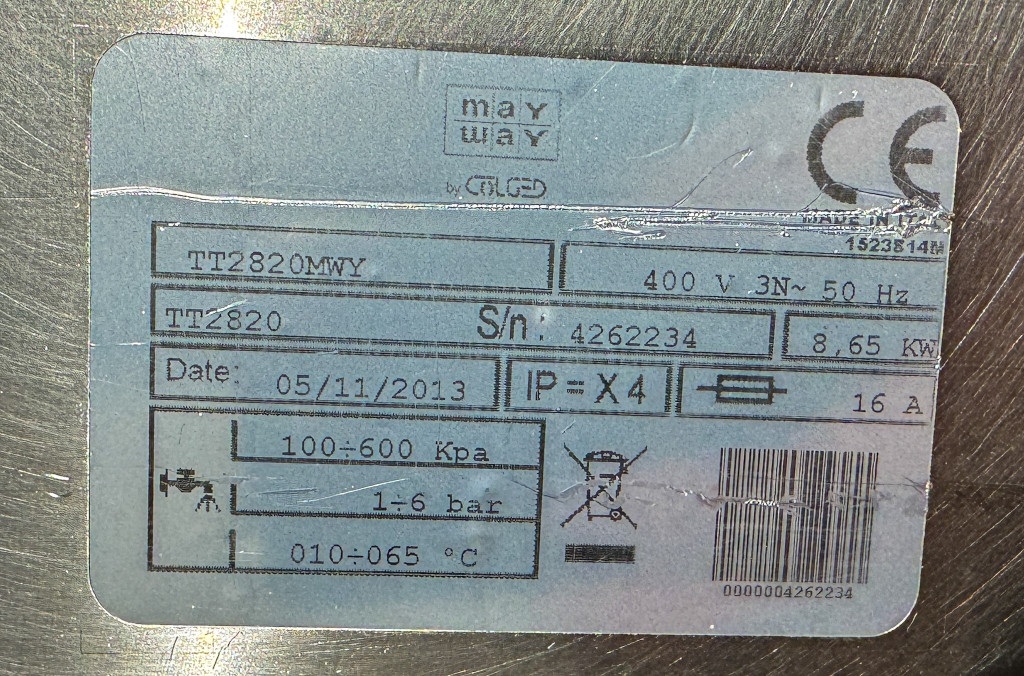 may
way
by COLGED
CE
MADE IN ITALY
TT2820MWY
400 V 3N~ 50 Hz
TT2820 S/n: 4262234
8,65 KW
Date: 05/11/2013
IP=X4
16 A
100÷600 Kpa
1÷6 bar
010÷065 °C
0000004262234